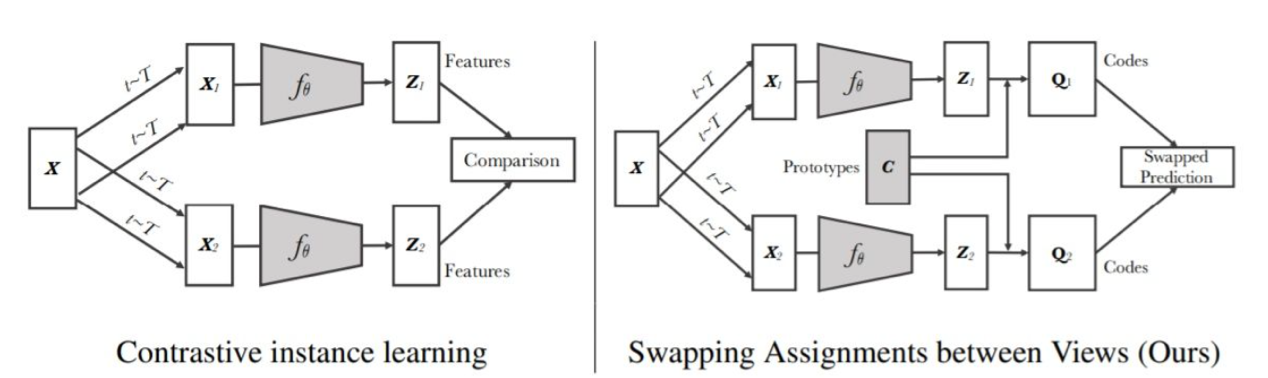 t~T
X₁
fθ
Z₁
Features
t~T
X
Comparison
t~T
t~T
X₂
fθ
Z₂
Features
Contrastive instance learning
t~T
X₁
fθ
Z₁
Q₁
Codes
t~T
X
Prototypes
C
Swapped
Prediction
t~T
t~T
X₂
fθ
Z₂
Q₂
Codes
Swapping Assignments between Views (Ours)